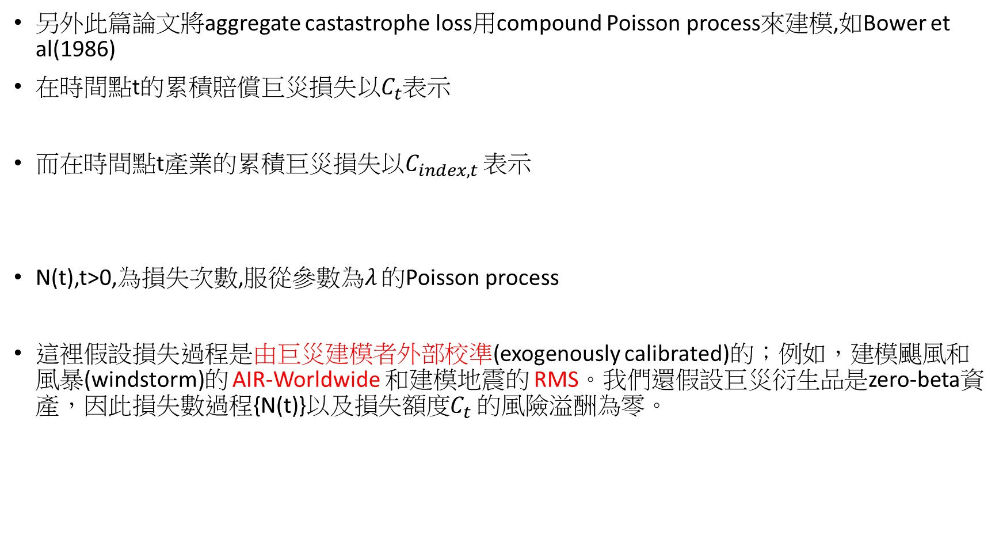 • 另外此篇論文將aggregate castastrophe loss用compound Poisson process來建模,如Bower et
al(1986)
• 在時間點t的累積賠償巨災損失以$C_t$表示
• 而在時間點t產業的累積巨災損失以$C_{index,t}$ 表示
• N(t),t>0,為損失次數,服從參數為λ 的Poisson process
• 這裡假設損失過程是由巨災建模者外部校準(exogenously calibrated)的；例如，建模颶風和
風暴(windstorm)的 AIR-Worldwide 和建模地震的 RMS。我們還假設巨災衍生品是zero-beta資
產，因此損失數過程{N(t)}以及損失額度$C_t$ 的風險溢酬為零。